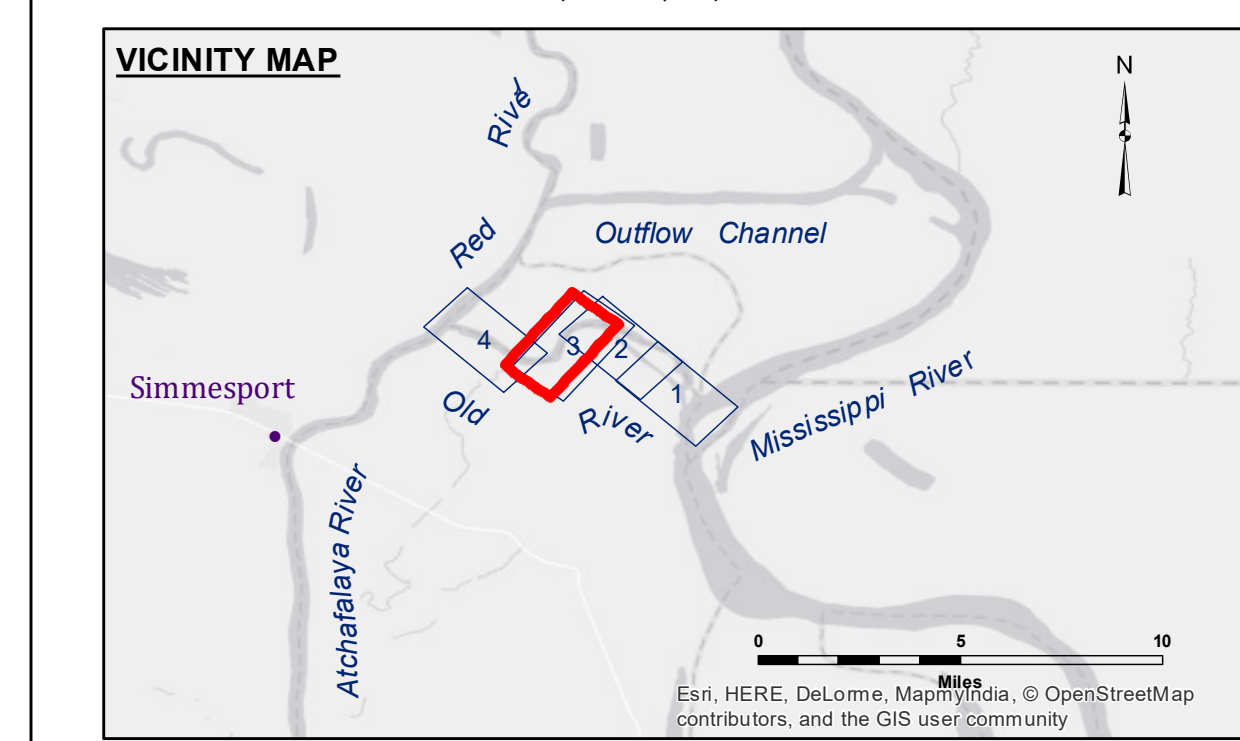 VICINITY MAP
N
River
Red
Outflow Channel
4
3
2
1
Simmesport
Old
River
Mississippi River
Atchafalaya River
0 5 10
Miles
Esri, HERE, DeLorme, MapmyIndia, © OpenStreetMap
contributors, and the GIS user community